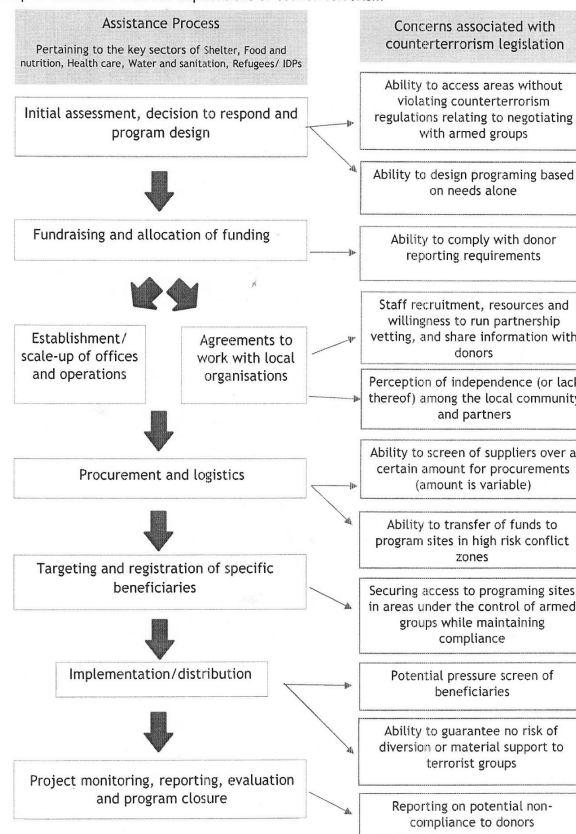 Assistance Process
Pertaining to the key sectors of Shelter, Food and
nutrition, Health care, Water and sanitation, Refugees/ IDPs
Concerns associated with
counterterrorism legislation
Initial assessment, decision to respond and
program design
Ability to access areas without
violating counterterrorism
regulations relating to negotiating
with armed groups
Ability to design programing based
on needs alone
Fundraising and allocation of funding
Ability to comply with donor
reporting requirements
Establishment/
scale-up of offices
and operations
Agreements to
work with local
organisations
Staff recruitment, resources and
willingness to run partnership
vetting, and share information with
donors
Perception of independence (or lack
thereof) among the local community
and partners
Procurement and logistics
Ability to screen of suppliers over a
certain amount for procurements
(amount is variable)
Ability to transfer of funds to
program sites in high risk conflict
zones
Targeting and registration of specific
beneficiaries
Securing access to programing sites
in areas under the control of armed
groups while maintaining
compliance
Implementation/distribution
Potential pressure screen of
beneficiaries
Ability to guarantee no risk of
diversion or material support to
terrorist groups
Project monitoring, reporting, evaluation
and program closure
Reporting on potential non-
compliance to donors